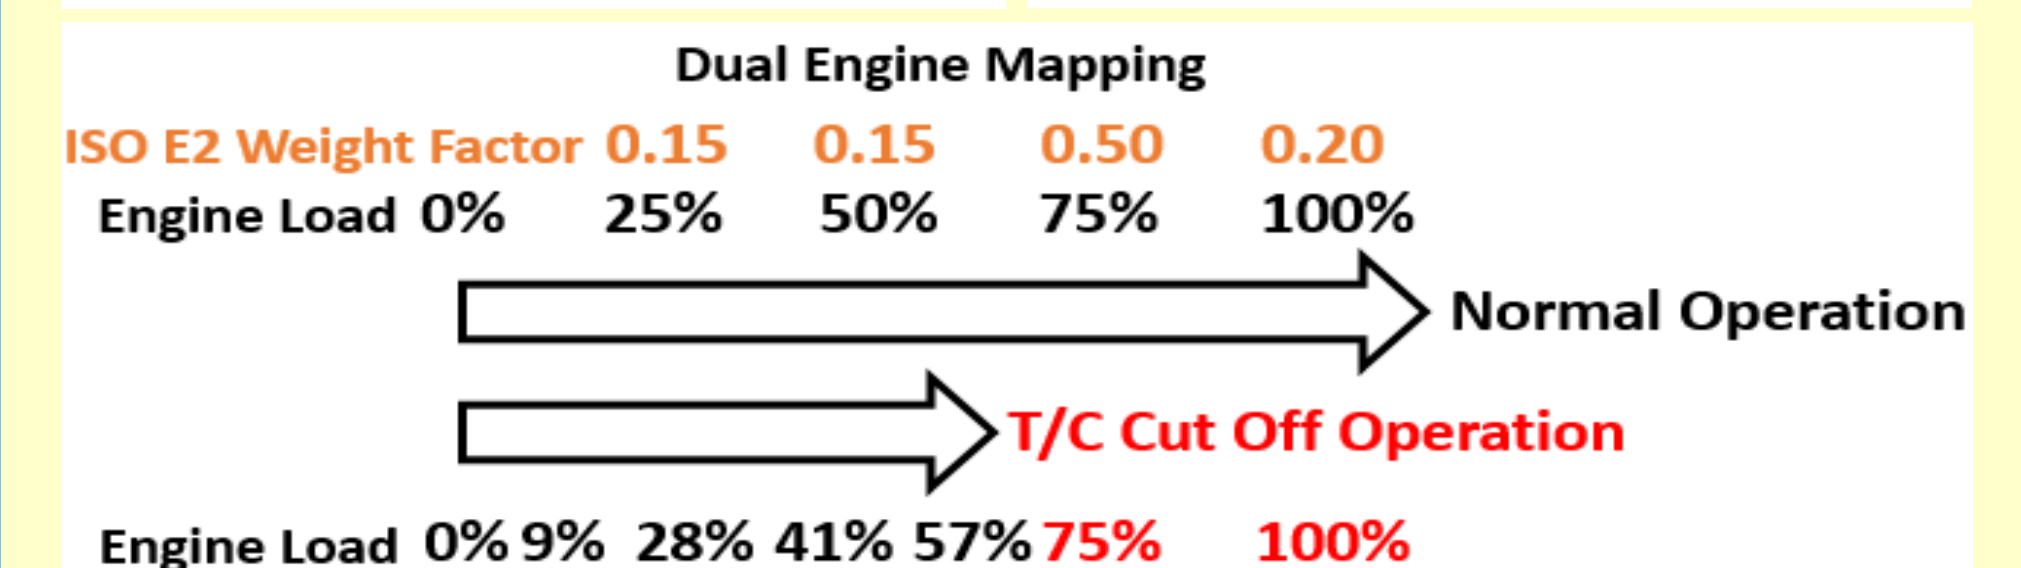 Dual Engine Mapping
ISO E2 Weight Factor 0.15 0.15 0.50 0.20
Engine Load 0% 25% 50% 75% 100%
Normal Operation
T/C Cut Off Operation
Engine Load 0% 9% 28% 41% 57% 75% 100%